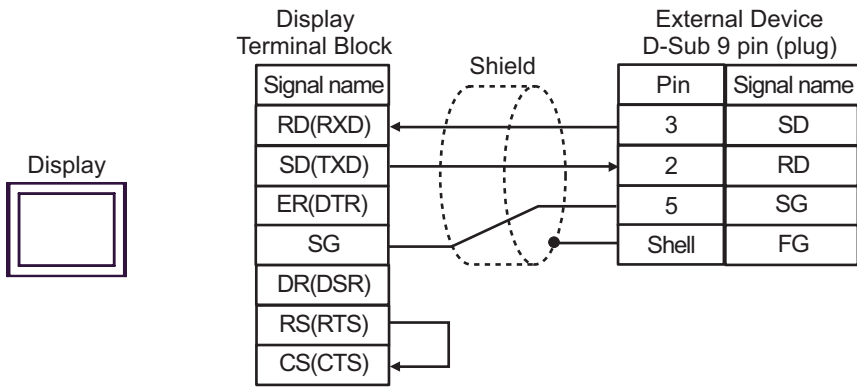 Display
Terminal Block
External Device
D-Sub 9 pin (plug)
Shield
Signal name
Pin Signal name
RD(RXD) 3 SD
Display
SD(TXD) 2 RD
ER(DTR) 5 SG
SG Shell FG
DR(DSR)
RS(RTS)
CS(CTS)